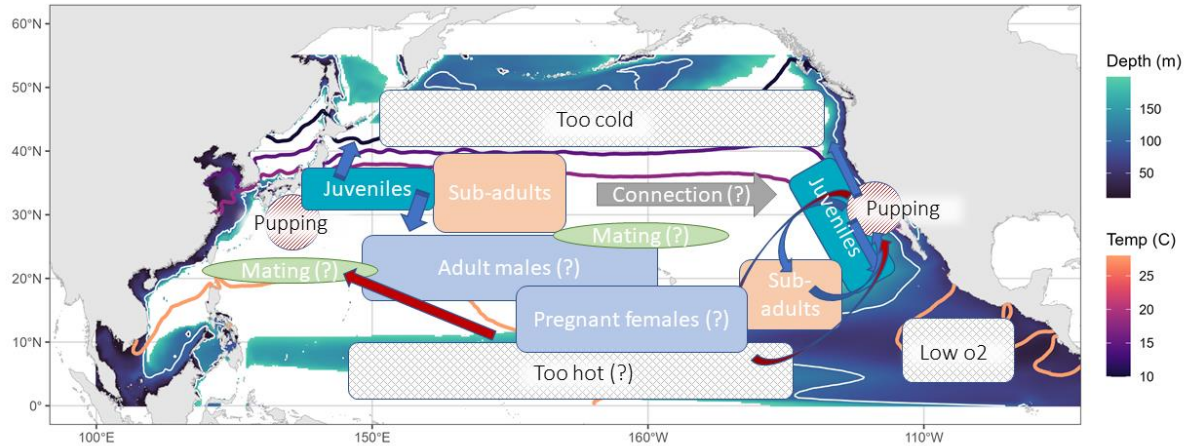 60°N
50°N
40°N
30°N
20°N
10°N
0°
Too cold
Juveniles
Sub-adults
Connection (?)
Juveniles
Pupping
Pupping
Mating (?)
Mating (?)
Adult males (?)
Sub-
adults
Pregnant females (?)
Low o2
Too hot (?)
100°E
150°E
160°W
110°W
Depth (m)
150
100
50
Temp (C)
25
20
15
10